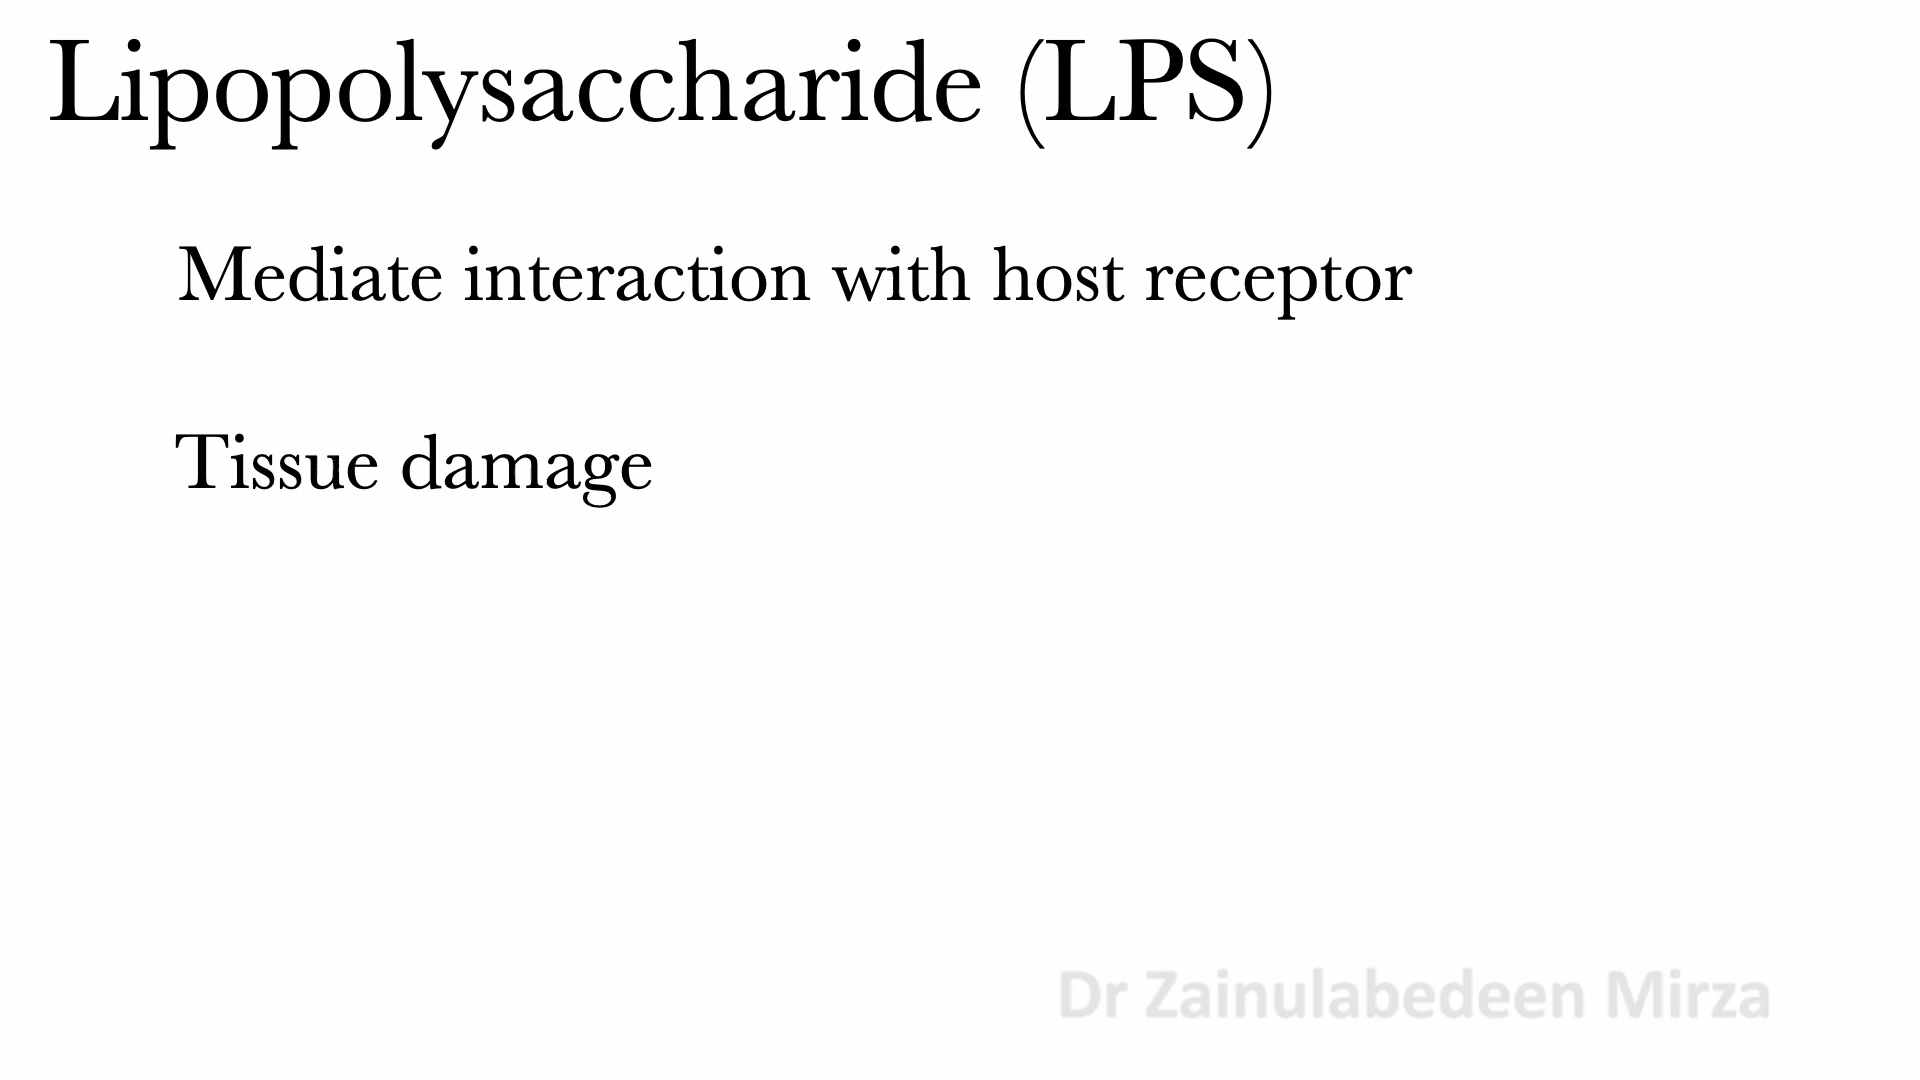 Lipopolysaccharide (LPS)
Mediate interaction with host receptor
Tissue damage
Dr Zainulabedeen Mirza